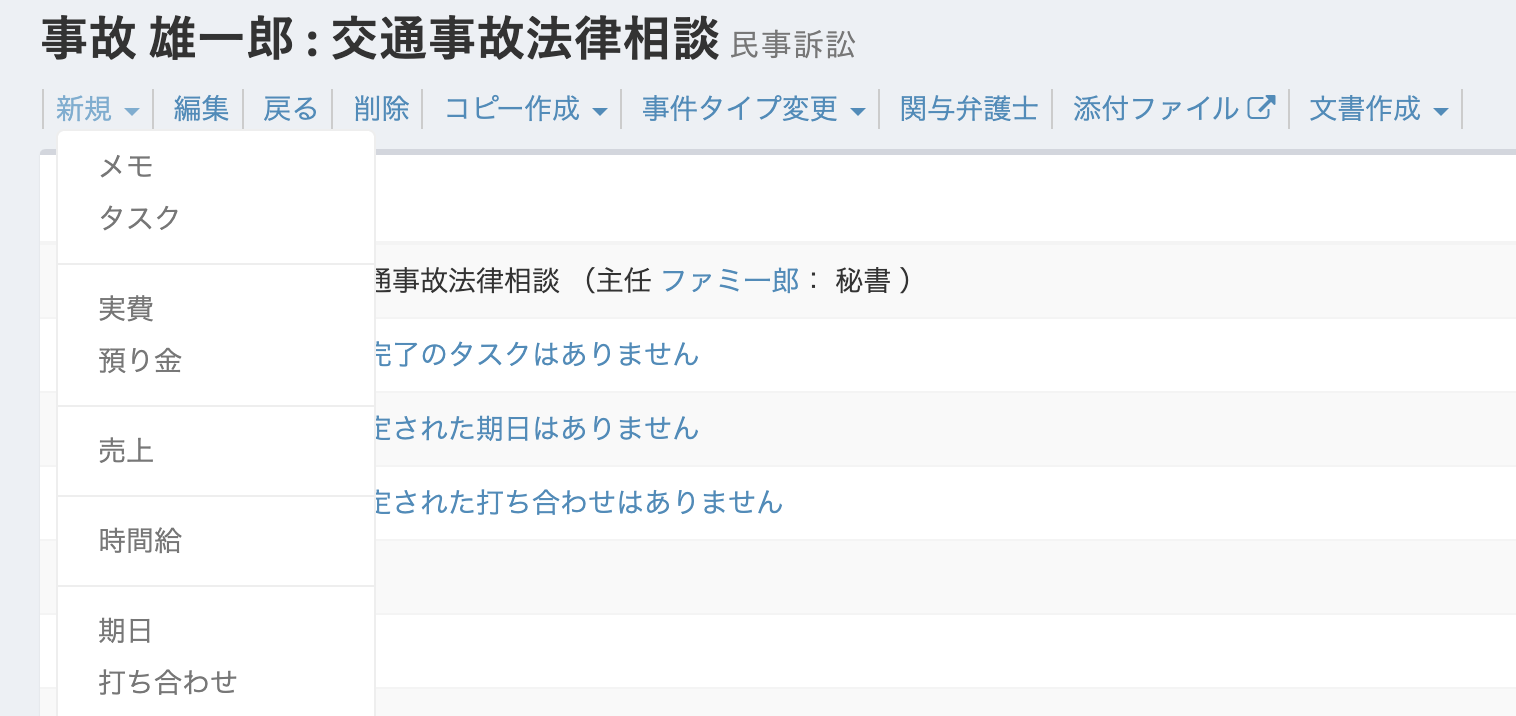 事故 雄一郎 : 交通事故法律相談 民事訴訟
新規 編集 戻る 削除 コピー作成 事件タイプ変更 関与弁護士 添付ファイル 文書作成
メモ
タスク
通事故法律相談 （主任 ファミ一郎： 秘書 ）
実費
完了のタスクはありません
預り金
定された期日はありません
売上
定された打ち合わせはありません
時間給
期日
打ち合わせ